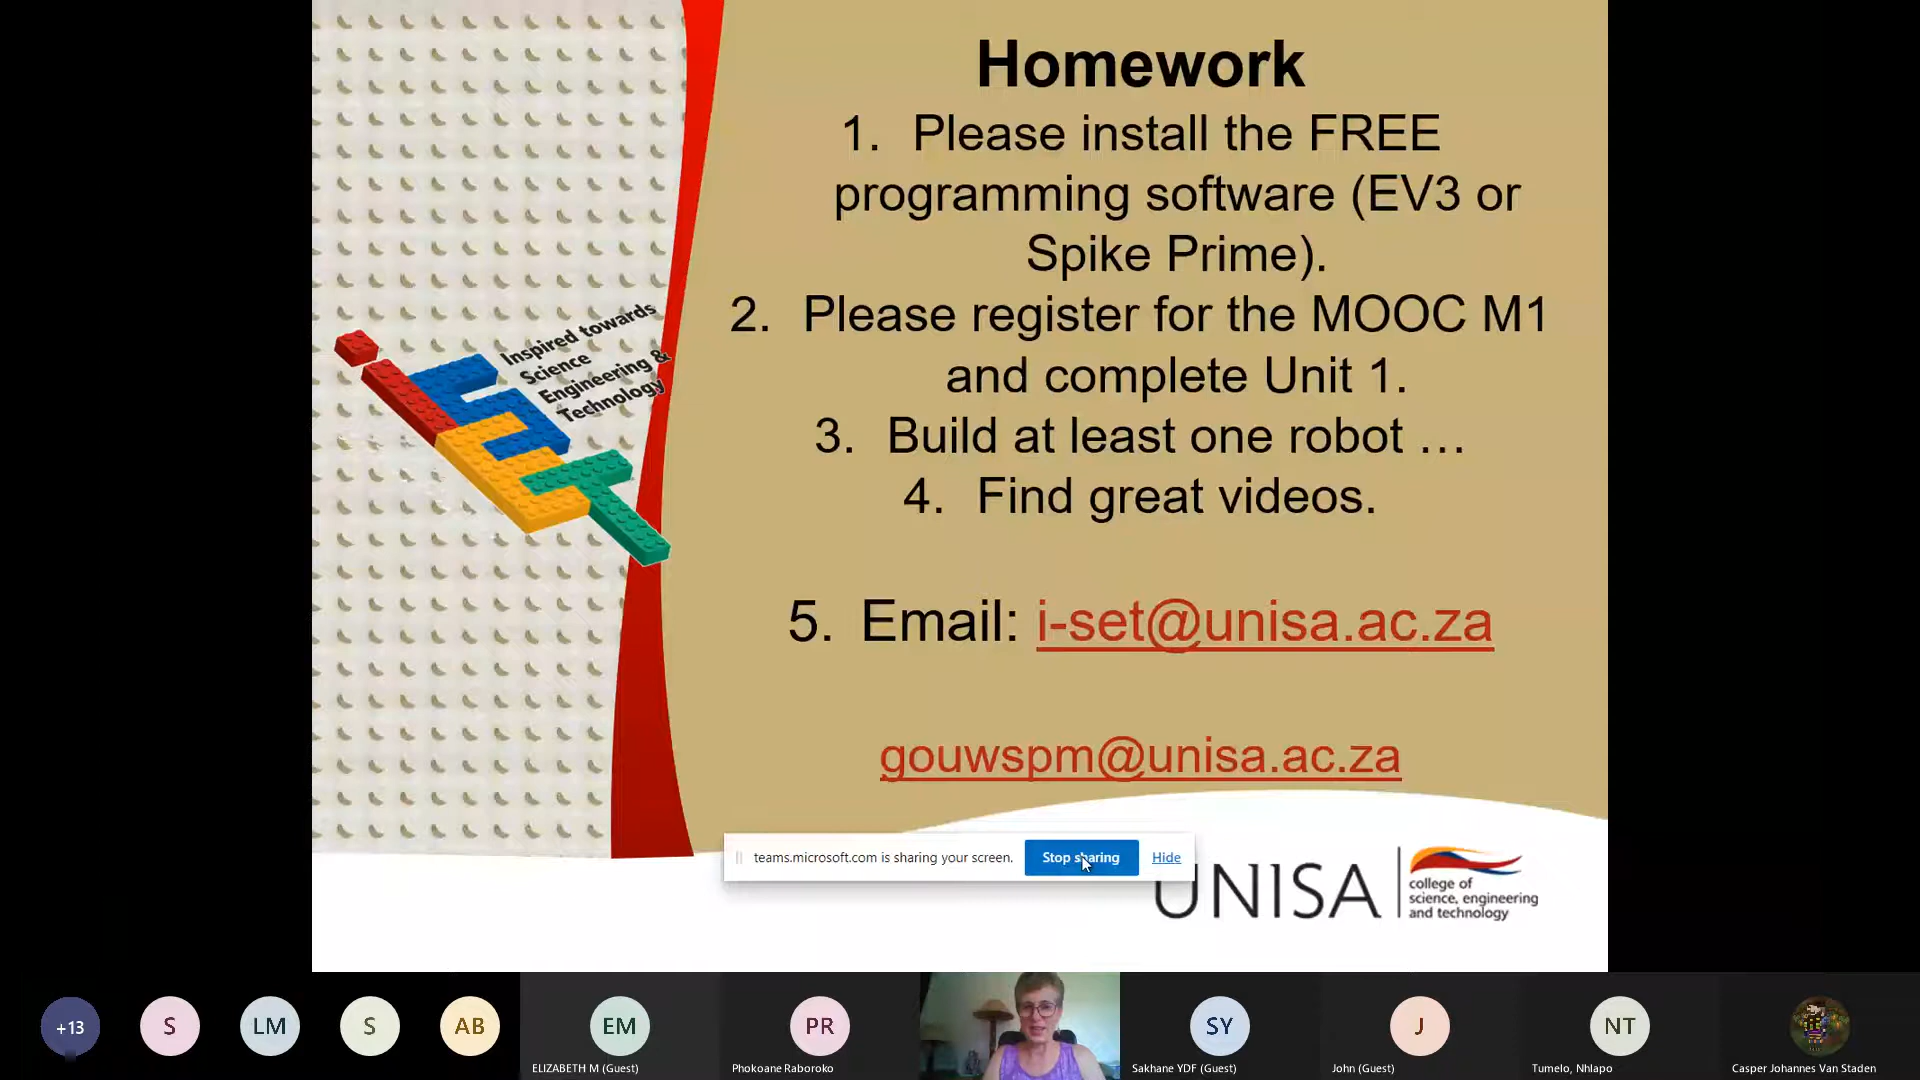 Homework
1. Please install the FREE
programming software (EV3 or
Spike Prime).
2. Please register for the MOOC M1
and complete Unit 1.
3. Build at least one robot …
4. Find great videos.
5. Email: i-set@unisa.ac.za
gouwspm@unisa.ac.za
Inspired towards
Science
Engineering &
Technology
iSET
teams.microsoft.com is sharing your screen.
Stop sharing
Hide
UNISA
college of
science, engineering
and technology
+13
S
LM
S
AB
EM
PR
SY
J
NT
ELIZABETH M (Guest)
Phokoane Raboroko
Sakhane YDF (Guest)
John (Guest)
Tumelo, Nhlapo
Casper Johannes Van Staden